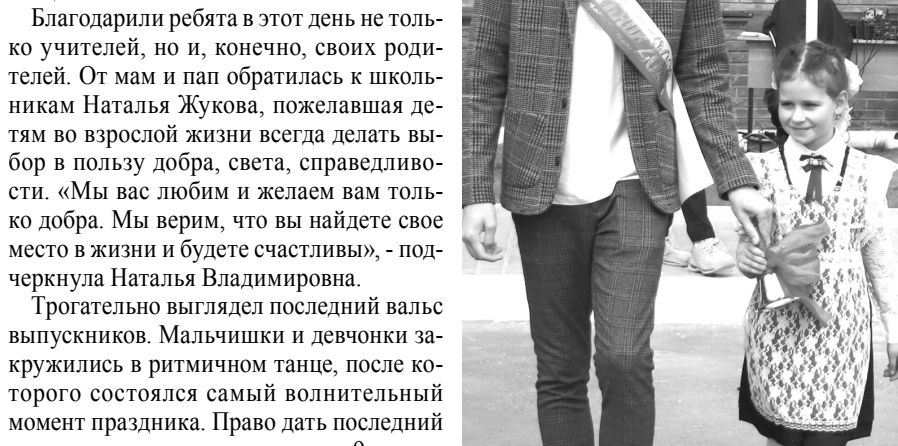 Благодарили ребята в этот день не толь-
ко учителей, но и, конечно, своих роди-
телей. От мам и пап обратилась к школь-
никам Наталья Жукова, пожелавшая де-
тям во взрослой жизни всегда делать вы-
бор в пользу добра, света, справедливо-
сти. «Мы вас любим и желаем вам толь-
ко добра. Мы верим, что вы найдете свое
место в жизни и будете счастливы», - под-
черкнула Наталья Владимировна.
Трогательно выглядел последний вальс
выпускников. Мальчишки и девчонки за-
кружились в ритмичном танце, после ко-
торого состоялся самый волнительный
момент праздника. Право дать последний